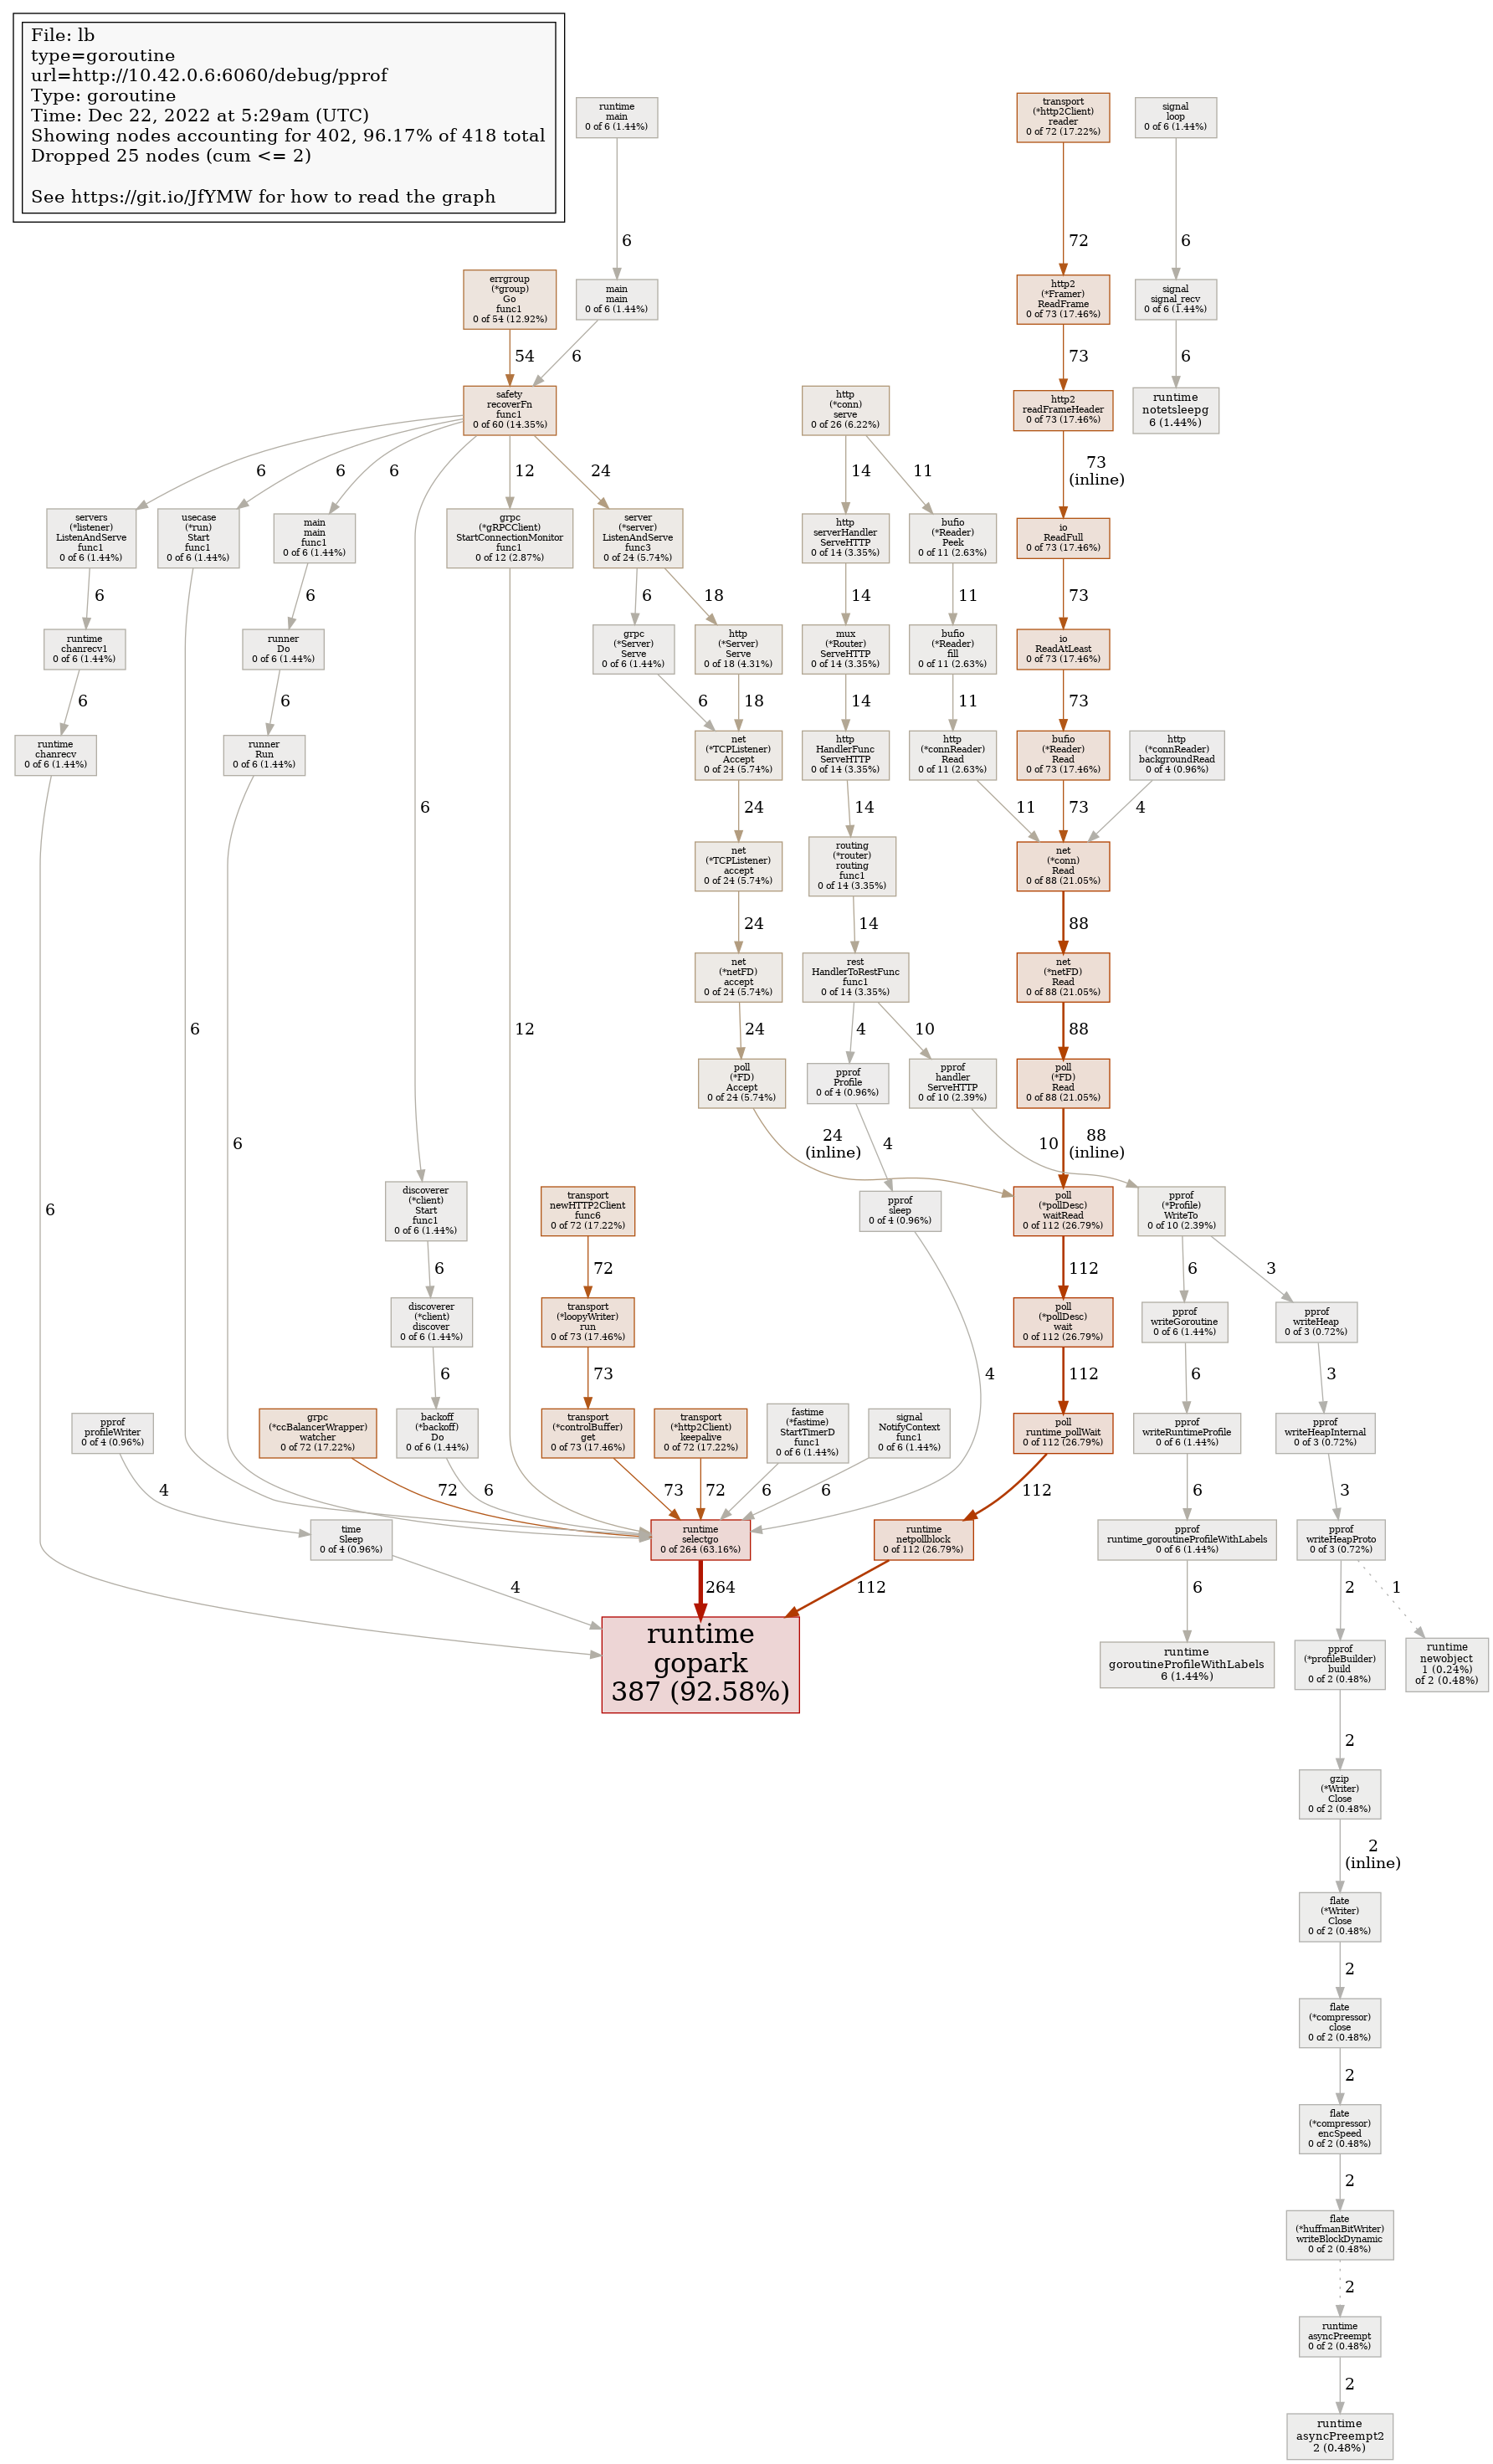 File: lb
type=goroutine
url=http://10.42.0.6:6060/debug/pprof
Type: goroutine
Time: Dec 22, 2022 at 5:29am (UTC)
Showing nodes accounting for 402, 96.17% of 418 total
Dropped 25 nodes (cum <= 2)
See https://git.io/JfYMW for how to read the graph
runtime
main
0 of 6 (1.44%)
transport
(*http2Client)
reader
0 of 72 (17.22%)
signal
loop
0 of 6 (1.44%)
6
72
6
errgroup
(*group)
Go
func1
0 of 54 (12.92%)
main
main
0 of 6 (1.44%)
http2
(*Framer)
ReadFrame
0 of 73 (17.46%)
signal
signal_recv
0 of 6 (1.44%)
54
6
73
6
safety
recoverFn
func1
0 of 60 (14.35%)
http
(*conn)
serve
0 of 26 (6.22%)
http2
readFrameHeader
0 of 73 (17.46%)
runtime
notetsleepg
6 (1.44%)
6
6
6
12
24
14
11
73
(inline)
servers
(*listener)
ListenAndServe
func1
0 of 6 (1.44%)
usecase
(*run)
Start
func1
0 of 6 (1.44%)
main
main
func1
0 of 6 (1.44%)
grpc
(*gRPCClient)
StartConnectionMonitor
func1
0 of 12 (2.87%)
server
(*server)
ListenAndServe
func3
0 of 24 (5.74%)
http
serverHandler
ServeHTTP
0 of 14 (3.35%)
bufio
(*Reader)
Peek
0 of 11 (2.63%)
io
ReadFull
0 of 73 (17.46%)
6
6
6
18
14
11
73
runtime
chanrecv1
0 of 6 (1.44%)
runner
Do
0 of 6 (1.44%)
grpc
(*Server)
Serve
0 of 6 (1.44%)
http
(*Server)
Serve
0 of 18 (4.31%)
mux
(*Router)
ServeHTTP
0 of 14 (3.35%)
bufio
(*Reader)
fill
0 of 11 (2.63%)
io
ReadAtLeast
0 of 73 (17.46%)
6
6
6
18
14
11
73
runtime
chanrecv
0 of 6 (1.44%)
runner
Run
0 of 6 (1.44%)
net
(*TCPListener)
Accept
0 of 24 (5.74%)
http
HandlerFunc
ServeHTTP
0 of 14 (3.35%)
http
(*connReader)
Read
0 of 11 (2.63%)
bufio
(*Reader)
Read
0 of 73 (17.46%)
http
(*connReader)
backgroundRead
0 of 4 (0.96%)
6
24
14
11
73
4
net
(*TCPListener)
accept
0 of 24 (5.74%)
routing
(*router)
routing
func1
0 of 14 (3.35%)
net
(*conn)
Read
0 of 88 (21.05%)
24
14
88
net
(*netFD)
accept
0 of 24 (5.74%)
rest
HandlerToRestFunc
func1
0 of 14 (3.35%)
net
(*netFD)
Read
0 of 88 (21.05%)
6
12
24
4
10
88
poll
(*FD)
Accept
0 of 24 (5.74%)
pprof
Profile
0 of 4 (0.96%)
pprof
handler
ServeHTTP
0 of 10 (2.39%)
poll
(*FD)
Read
0 of 88 (21.05%)
6
24
(inline)
4
10
88
(inline)
6
discoverer
(*client)
Start
func1
0 of 6 (1.44%)
transport
newHTTP2Client
func6
0 of 72 (17.22%)
pprof
sleep
0 of 4 (0.96%)
poll
(*pollDesc)
waitRead
0 of 112 (26.79%)
pprof
(*Profile)
WriteTo
0 of 10 (2.39%)
6
72
112
6
3
discoverer
(*client)
discover
0 of 6 (1.44%)
transport
(*loopyWriter)
run
0 of 73 (17.46%)
poll
(*pollDesc)
wait
0 of 112 (26.79%)
pprof
writeGoroutine
0 of 6 (1.44%)
pprof
writeHeap
0 of 3 (0.72%)
6
73
4
112
6
3
pprof
profileWriter
0 of 4 (0.96%)
grpc
(*ccBalancerWrapper)
watcher
0 of 72 (17.22%)
backoff
(*backoff)
Do
0 of 6 (1.44%)
transport
(*controlBuffer)
get
0 of 73 (17.46%)
transport
(*http2Client)
keepalive
0 of 72 (17.22%)
fastime
(*fastime)
StartTimerD
func1
0 of 6 (1.44%)
signal
NotifyContext
func1
0 of 6 (1.44%)
poll
runtime_pollWait
0 of 112 (26.79%)
pprof
writeRuntimeProfile
0 of 6 (1.44%)
pprof
writeHeapInternal
0 of 3 (0.72%)
4
72
6
73
72
6
6
112
6
3
time
Sleep
0 of 4 (0.96%)
runtime
selectgo
0 of 264 (63.16%)
runtime
netpollblock
0 of 112 (26.79%)
pprof
runtime_goroutineProfileWithLabels
0 of 6 (1.44%)
pprof
writeHeapProto
0 of 3 (0.72%)
4
264
112
6
2
1
runtime
gopark
387 (92.58%)
runtime
goroutineProfileWithLabels
6 (1.44%)
pprof
(*profileBuilder)
build
0 of 2 (0.48%)
runtime
newobject
1 (0.24%)
of 2 (0.48%)
2
gzip
(*Writer)
Close
0 of 2 (0.48%)
2
(inline)
flate
(*Writer)
Close
0 of 2 (0.48%)
2
flate
(*compressor)
close
0 of 2 (0.48%)
2
flate
(*compressor)
encSpeed
0 of 2 (0.48%)
2
flate
(*huffmanBitWriter)
writeBlockDynamic
0 of 2 (0.48%)
2
runtime
asyncPreempt
0 of 2 (0.48%)
2
runtime
asyncPreempt2
2 (0.48%)